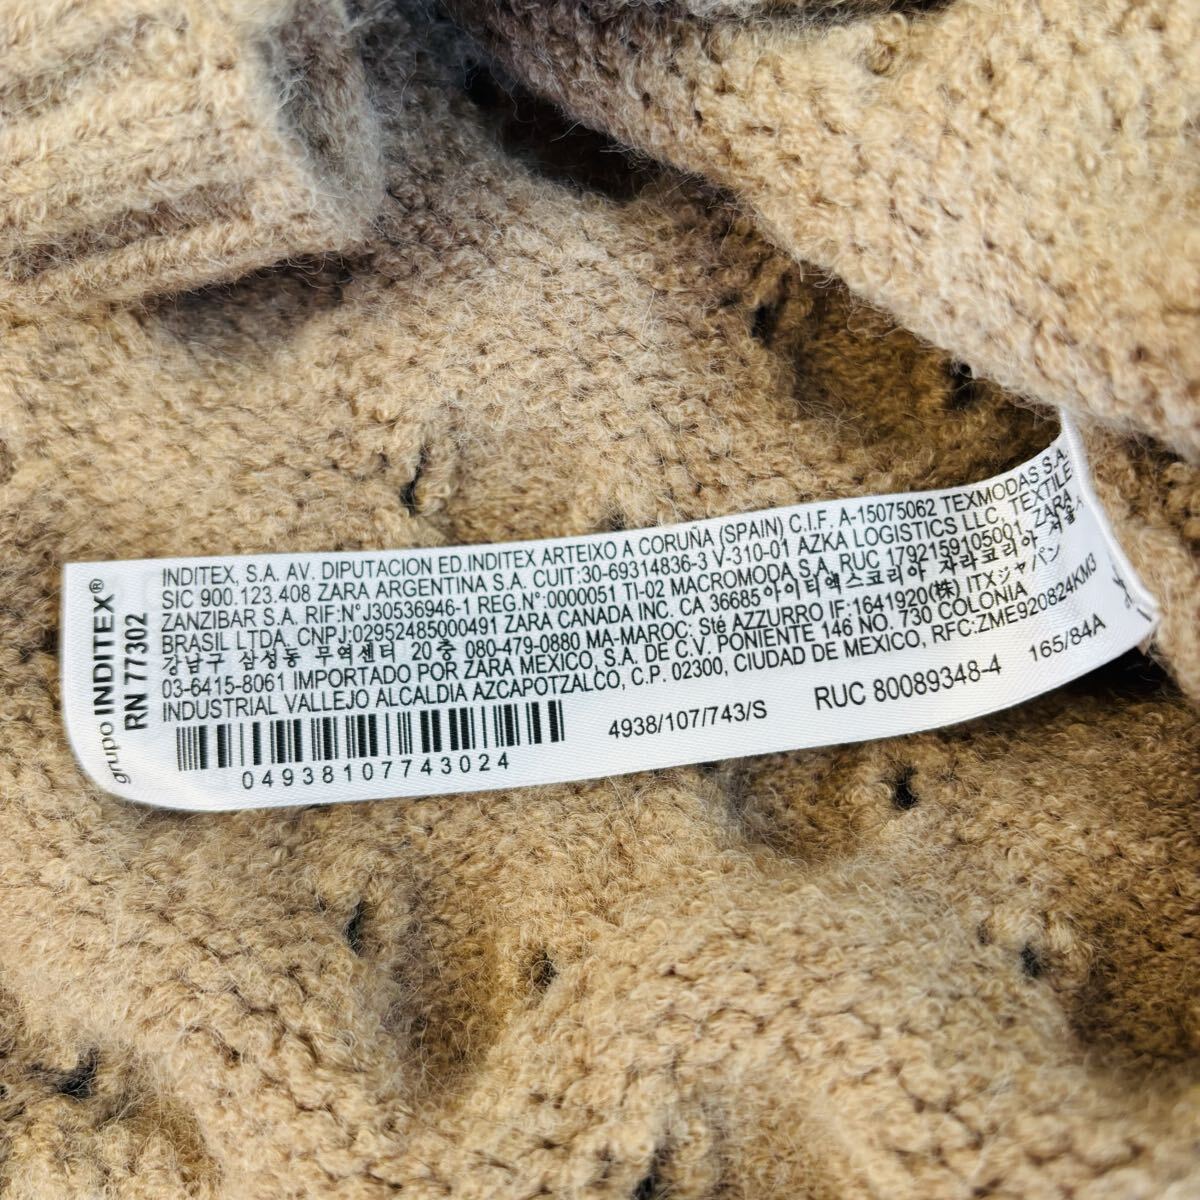 grupo INDITEX®
RN 77302
INDITEX, S.A. AV. DIPUTACION ED.INDITEX ARTEIXO A CORUÑA (SPAIN) C.I.F. A-15075062 TEXMODAS S.A.
SIC 900.123.408 ZARA ARGENTINA S.A. CUIT:30-69314836-3 V-310-01 AZKA LOGISTICS LLC, TEXTILE
ZANZIBAR S.A. RIF:N°J30536946-1 REG.N°:0000051 TI-02 MACROMODA S.A, RUC 1792159105001 ZARA
BRASIL LTDA, CNPJ:02952485000491 ZARA CANADA INC. CA 36685 아이티엑스코리아 자라코리아 서울시
강남구 삼성동 무역센터 20층 080-479-0880 MA-MAROC· Sté AZZURRO IF:1641920(株) ITXジャパン
03-6415-8061 IMPORTADO POR ZARA MEXICO, S.A. DE C.V. PONIENTE 146 NO. 730 COLONIA
INDUSTRIAL VALLEJO ALCALDIA AZCAPOTZALCO, C.P. 02300, CIUDAD DE MEXICO, RFC:ZME920824KM3
04938107743024
4938/107/743/S
RUC 80089348-4
165/84A